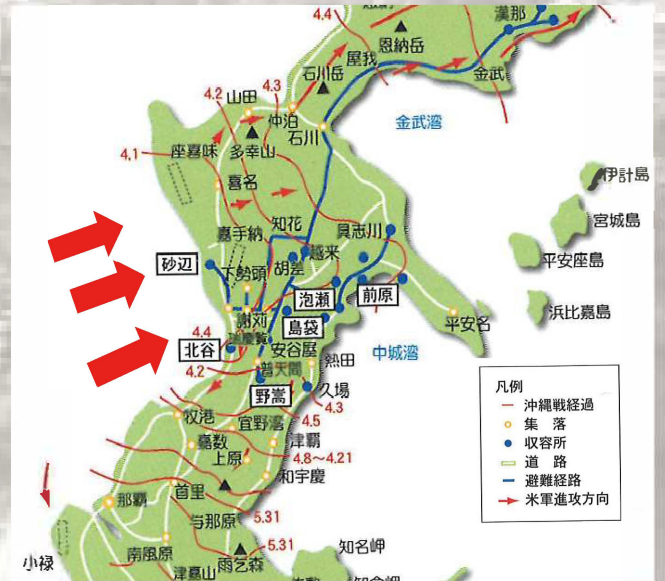 4.4
恩納岳
漢那
屋我
石川岳
金武
4.3
4.2
山田
仲泊
石川
金武湾
座喜味
多幸山
4.1
喜名
伊計島
宮城島
嘉手納
知花
具志川
越来
砂辺
胡差
平安座島
下勢頭
泡瀬
前原
浜比嘉島
謝苅
島袋
平安名
4.4
北谷
瑞慶覧
安谷屋
中城湾
4.2
普天間
熱田
野嵩
久場
4.3
牧港
4.5
宜野湾
津覇
嘉数
上原
4.8〜4.21
和宇慶
首里
那覇
与那原
5.31
5.31
南風原
雨乞森
知名岬
小禄
津嘉山
凡例
沖縄戦経過
集落
収容所
道路
避難経路
米軍進攻方向